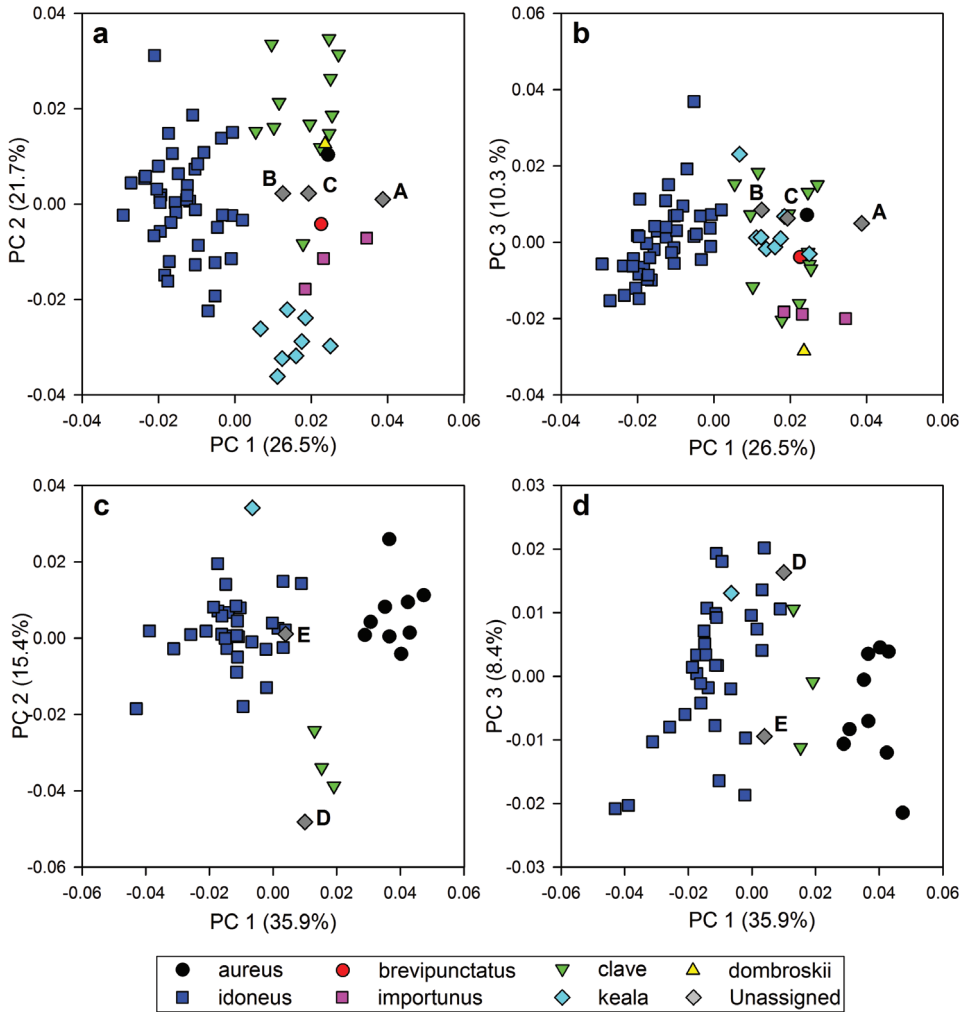 a
0.04
0.02
0.00
-0.02
-0.04
PC 2 (21.7%)
B
C
A
-0.04
-0.02
0.00
0.02
0.04
0.06
PC 1 (26.5%)
b
0.06
0.04
0.02
0.00
-0.02
-0.04
PC 3 (10.3 %)
B
C
A
-0.04
-0.02
0.00
0.02
0.04
0.06
PC 1 (26.5%)
c
0.04
0.02
0.00
-0.02
-0.04
-0.06
PC 2 (15.4%)
E
D
-0.06
-0.04
-0.02
0.00
0.02
0.04
0.06
PC 1 (35.9%)
d
0.03
0.02
0.01
0.00
-0.01
-0.02
-0.03
PC 3 (8.4%)
D
E
-0.06
-0.04
-0.02
0.00
0.02
0.04
0.06
PC 1 (35.9%)
aureus
brevipunctatus
clave
dombroskii
idoneus
importunus
keala
Unassigned